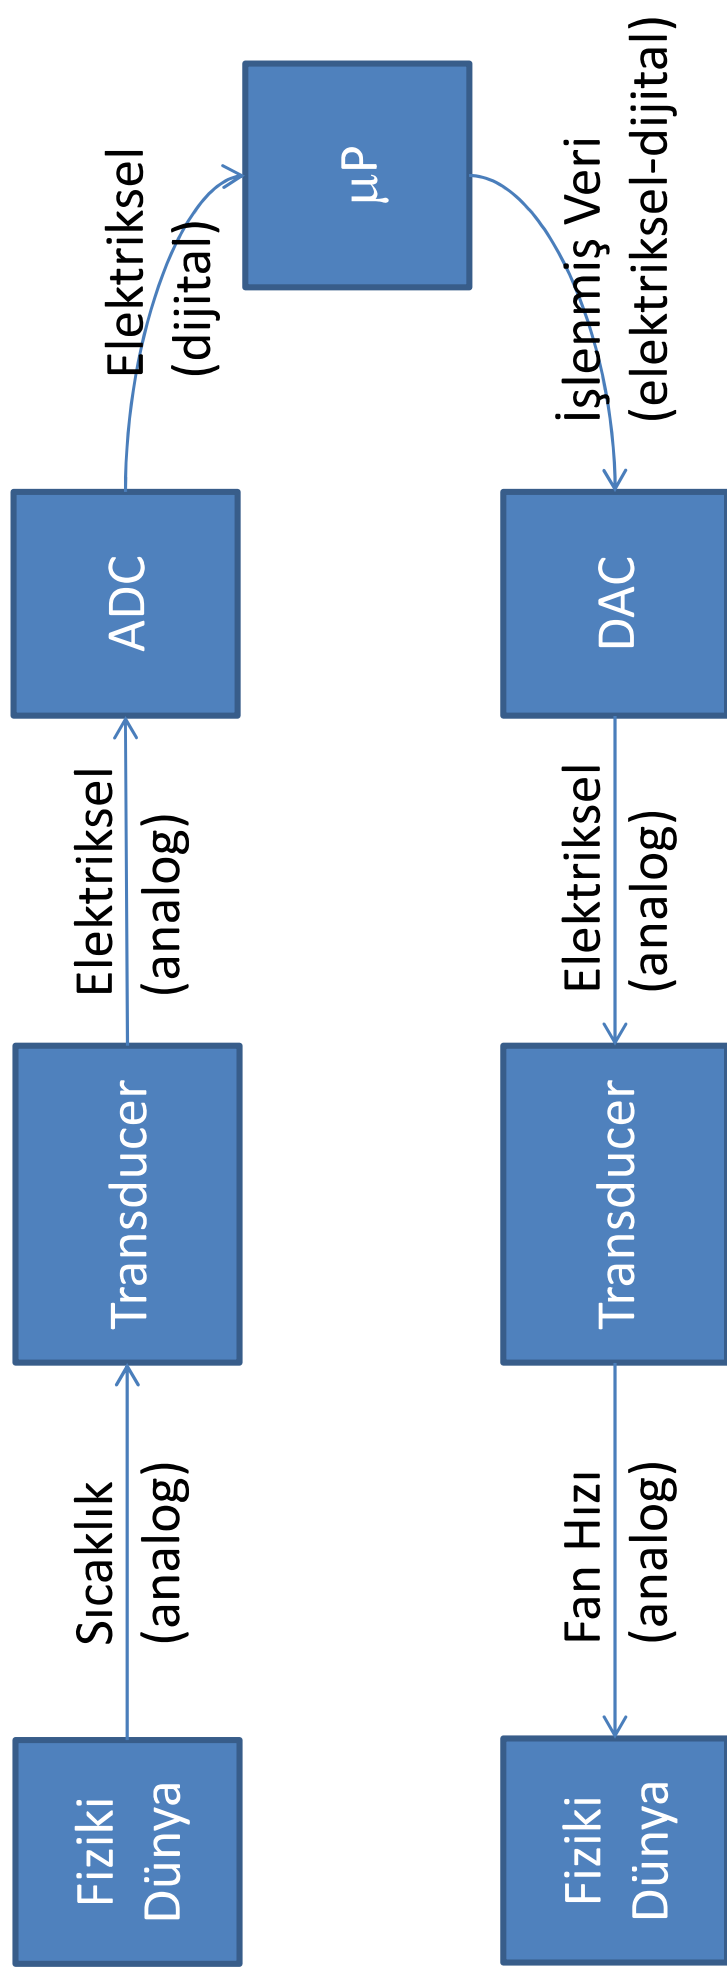 Fiziki
Dünya
Sıcaklık
(analog)
Transducer
Elektriksel
(analog)
ADC
Elektriksel
(dijital)
µP
İşlenmiş Veri
(elektriksel-dijital)
DAC
Elektriksel
(analog)
Transducer
Fan Hızı
(analog)
Fiziki
Dünya